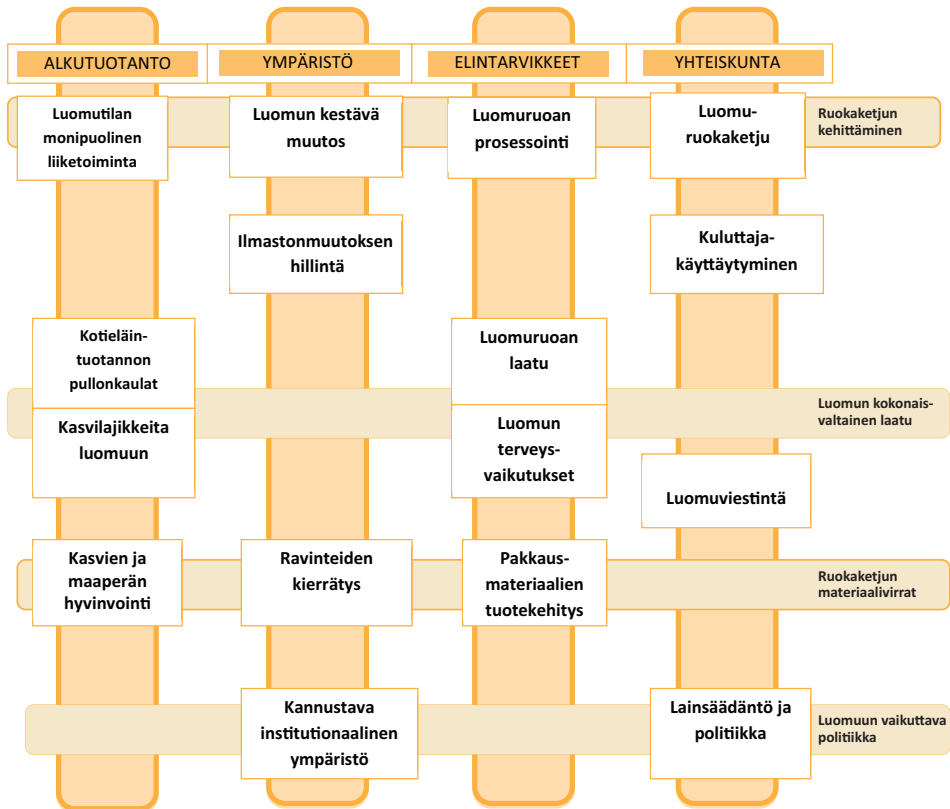 ALKUTUOTANTO
YMPÄRISTÖ
ELINTARVIKKEET
YHTEISKUNTA
Luomutilan
monipuolinen
liiketoiminta
Luomun kestävä
muutos
Luomuruoan
prosessointi
Luomu-
ruokaketju
Ruokaketjun
kehittäminen
Ilmastonmuutoksen
hillintä
Kuluttaja-
käyttäytyminen
Kotieläin-
tuotannon
pullonkaulat
Luomuruoan
laatu
Kasvilajikkeita
luomuun
Luomun
terveys-
vaikutukset
Luomun kokonais-
valtainen laatu
Luomuviestintä
Kasvien ja
maaperän
hyvinvointi
Ravinteiden
kierrätys
Pakkaus-
materiaalien
tuotekehitys
Ruokaketjun
materiaalivirrat
Kannustava
institutionaalinen
ympäristö
Lainsäädäntö ja
politiikka
Luomuun vaikuttava
politiikka